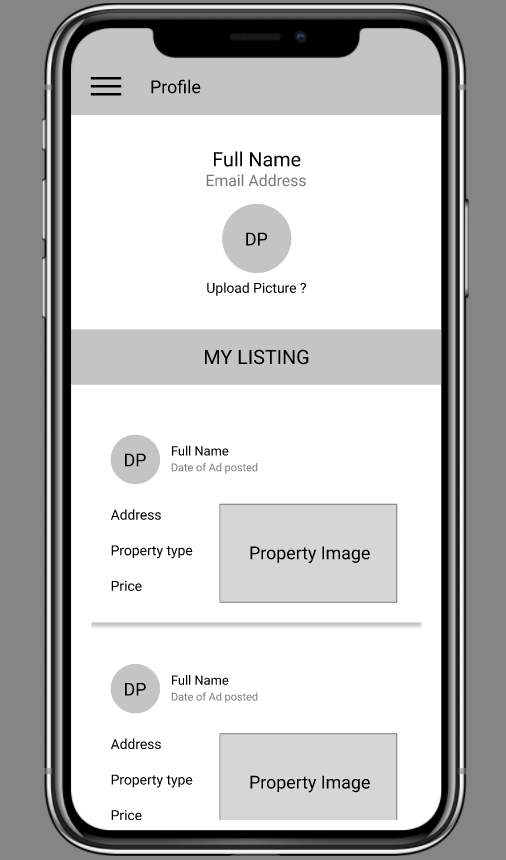 Profile
Full Name
Email Address
DP
Upload Picture ?
MY LISTING
DP
Full Name
Date of Ad posted
Address
Property type
Price
Property Image
DP
Full Name
Date of Ad posted
Address
Property type
Price
Property Image